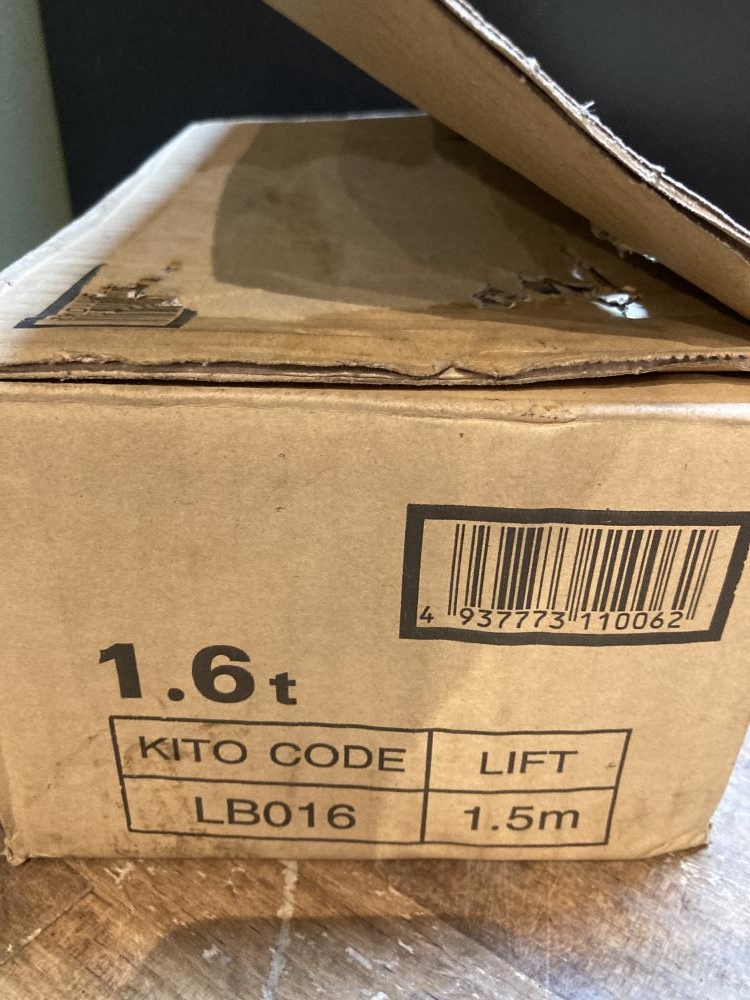 4 937773 110062
1.6t
KITO CODE LIFT
LB016 1.5m